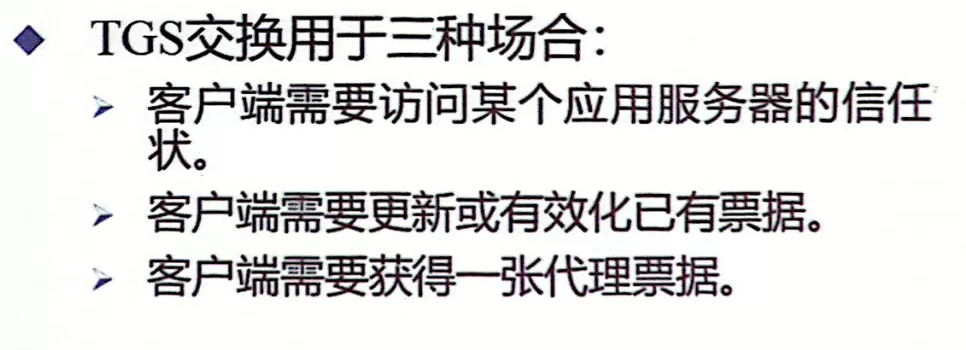 TGS交换用于三种场合：
客户端需要访问某个应用服务器的信任
状。
客户端需要更新或有效化已有票据。
客户端需要获得一张代理票据。